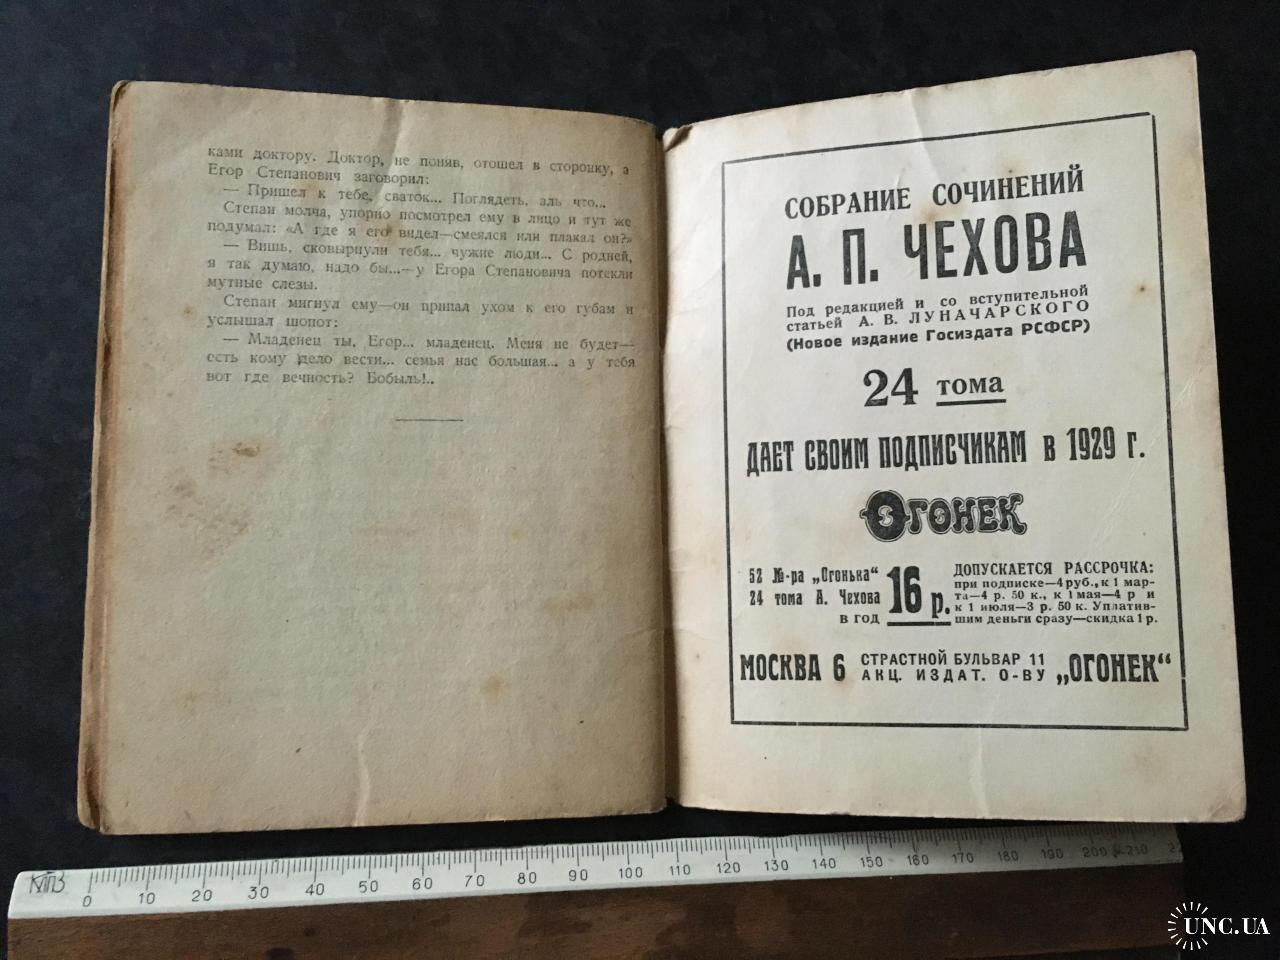 ками доктору. Доктор, не поняв, отошел в сторонку, а
Егор Степанович заговорил:
— Пришел к тебе, сваток... Поглядеть, аль что...
Степан молча, упорно посмотрел ему в лицо и тут же
подумал: «А где я его видел—смеялся или плакал он?»
— Вишь, сковырнули тебя... чужие люди... С родней,
я так думаю, надо бы...—у Егора Степановича потекли
мутные слезы.
Степан мигнул ему—он припал ухом к его губам и
услышал шопот:
— Младенец ты, Егор... младенец. Меня не будет—
есть кому дело вести... семья нас большая... а у тебя
вот где вечность? Бобыль!..
СОБРАНИЕ СОЧИНЕНИЙ
А. П. ЧЕХОВА
Под редакцией и со вступительной
статьей А. В. ЛУНАЧАРСКОГО
(Новое издание Госиздата РСФСР)
24 тома
ДАЕТ СВОИМ ПОДПИСЧИКАМ В 1929 г.
ОГОНЕК
52 №-ра „Огонька“
24 тома А. Чехова
в год
16 р.
ДОПУСКАЕТСЯ РАССРОЧКА:
при подписке—4 руб., к 1 мар-
та—4 р. 50 к., к 1 мая—4 р и
к 1 июля—3 р. 50 к. Уплатив-
шим деньги сразу—скидка 1 р.
МОСКВА 6 СТРАСТНОЙ БУЛЬВАР 11
АКЦ. ИЗДАТ. О-ВУ „ОГОНЕК“
0 10 20 30 40 50 60 70 80 90 100 110 120 130 140 150 160 170 180 190 200 210
UNC.UA